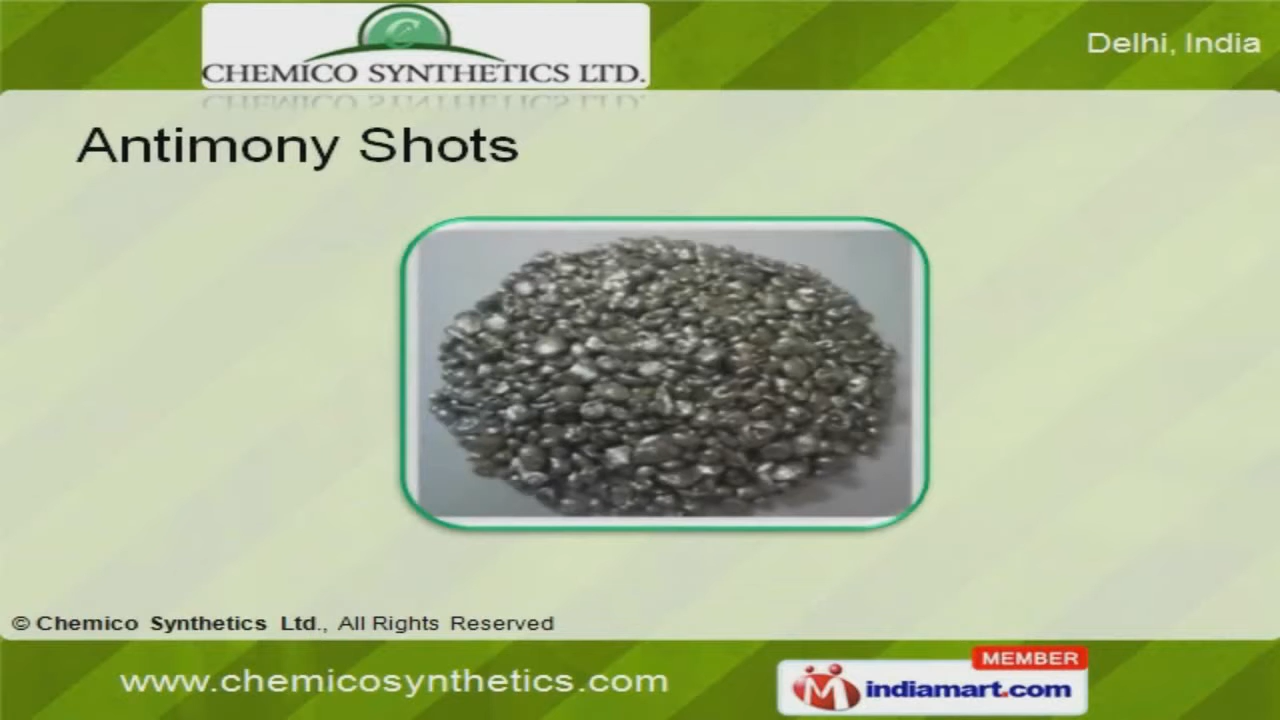 CHEMICO SYNTHETICS LTD.
Delhi, India
Antimony Shots
© Chemico Synthetics Ltd., All Rights Reserved
www.chemicosynthetics.com
MEMBER
indiamart.com